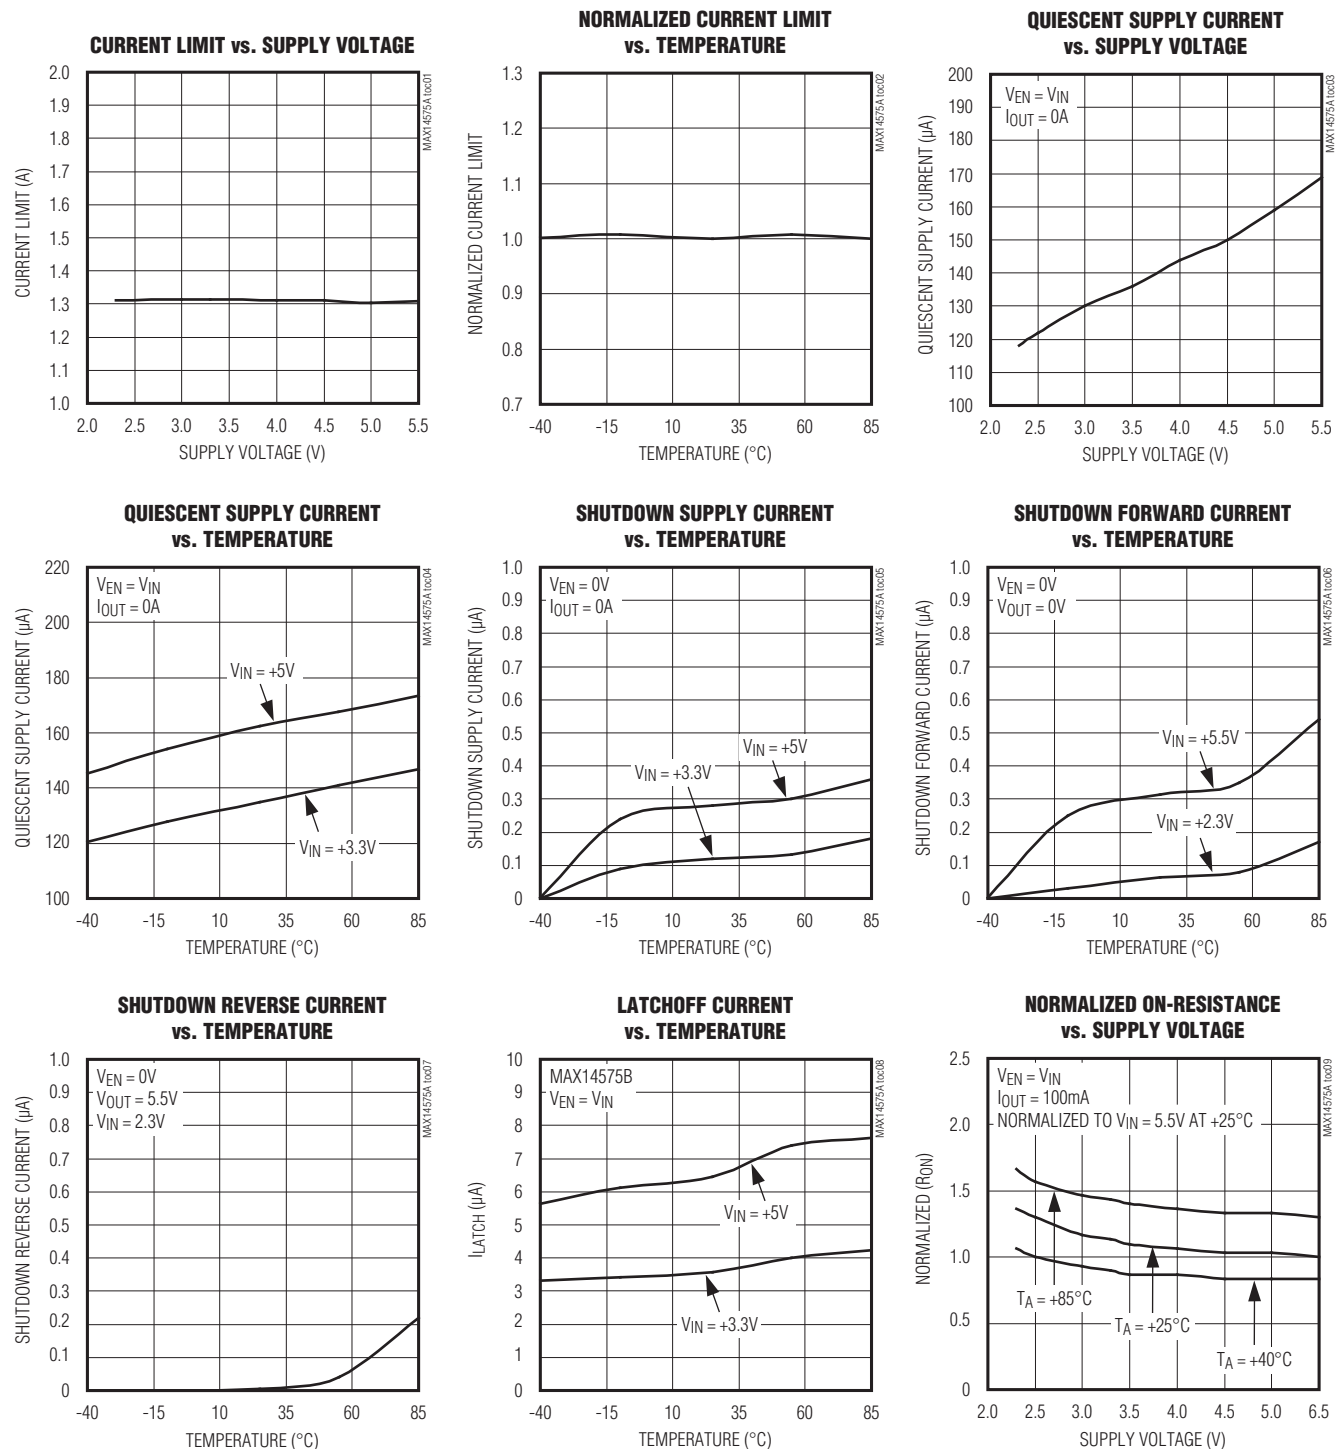 CURRENT LIMIT vs. SUPPLY VOLTAGE
2.0
1.9
1.8
1.7
1.6
1.5
1.4
1.3
1.2
1.1
1.0
CURRENT LIMIT (A)
2.0 2.5 3.0 3.5 4.0 4.5 5.0 5.5
SUPPLY VOLTAGE (V)
MAX14575A toc01
NORMALIZED CURRENT LIMIT
vs. TEMPERATURE
1.3
1.2
1.1
1.0
0.9
0.8
0.7
NORMALIZED CURRENT LIMIT
-40 -15 10 35 60 85
TEMPERATURE (°C)
MAX14575A toc02
QUIESCENT SUPPLY CURRENT
vs. SUPPLY VOLTAGE
200
190
180
170
160
150
140
130
120
110
100
QUIESCENT SUPPLY CURRENT (µA)
VEN = VIN
IOUT = 0A
2.0 2.5 3.0 3.5 4.0 4.5 5.0 5.5
SUPPLY VOLTAGE (V)
MAX14575A toc03
QUIESCENT SUPPLY CURRENT
vs. TEMPERATURE
220
200
180
160
140
120
100
QUIESCENT SUPPLY CURRENT (µA)
VEN = VIN
IOUT = 0A
VIN = +5V
VIN = +3.3V
-40 -15 10 35 60 85
TEMPERATURE (°C)
MAX14575A toc04
SHUTDOWN SUPPLY CURRENT
vs. TEMPERATURE
1.0
0.9
0.8
0.7
0.6
0.5
0.4
0.3
0.2
0.1
0
SHUTDOWN SUPPLY CURRENT (µA)
VEN = 0V
IOUT = 0A
VIN = +5V
VIN = +3.3V
-40 -15 10 35 60 85
TEMPERATURE (°C)
MAX14575A toc05
SHUTDOWN FORWARD CURRENT
vs. TEMPERATURE
1.0
0.9
0.8
0.7
0.6
0.5
0.4
0.3
0.2
0.1
0
SHUTDOWN FORWARD CURRENT (µA)
VEN = 0V
VOUT = 0V
VIN = +5.5V
VIN = +2.3V
-40 -15 10 35 60 85
TEMPERATURE (°C)
MAX14575A toc06
SHUTDOWN REVERSE CURRENT
vs. TEMPERATURE
1.0
0.9
0.8
0.7
0.6
0.5
0.4
0.3
0.2
0.1
0
SHUTDOWN REVERSE CURRENT (µA)
VEN = 0V
VOUT = 5.5V
VIN = 2.3V
-40 -15 10 35 60 85
TEMPERATURE (°C)
MAX14575A toc07
LATCHOFF CURRENT
vs. TEMPERATURE
10
9
8
7
6
5
4
3
2
1
0
ILATCH (µA)
MAX14575B
VEN = VIN
VIN = +5V
VIN = +3.3V
-40 -15 10 35 60 85
TEMPERATURE (°C)
MAX14575A toc08
NORMALIZED ON-RESISTANCE
vs. SUPPLY VOLTAGE
2.5
2.0
1.5
1.0
0.5
0
NORMALIZED (RON)
VEN = VIN
IOUT = 100mA
NORMALIZED TO VIN = 5.5V AT +25°C
TA = +85°C
TA = +25°C
TA = +40°C
2.0 2.5 3.0 3.5 4.0 4.5 5.0 6.5
SUPPLY VOLTAGE (V)
MAX14575A toc09